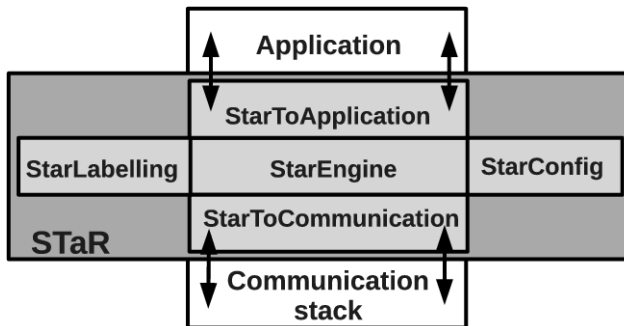 Application
StarToApplication
StarLabelling StarEngine StarConfig
StarToCommunication
STaR
Communication
stack